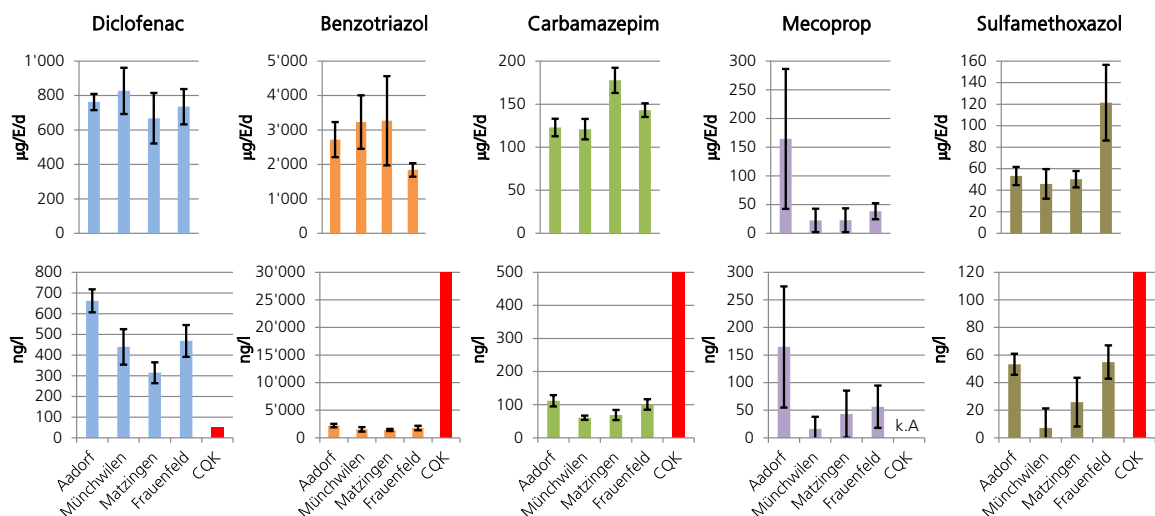 Diclofenac Benzotriazol Carbamazepim Mecoprop Sulfamethoxazol
µg/E/d
1'000
800
600
400
200
0
µg/E/d
5'000
4'000
3'000
2'000
1'000
0
µg/E/d
200
150
100
50
0
µg/E/d
300
250
200
150
100
50
0
µg/E/d
160
140
120
100
80
60
40
20
0
ng/l
800
700
600
500
400
300
200
100
0
Aadorf
Münchwilen
Matzingen
Frauenfeld
CQK
ng/l
30'000
25'000
20'000
15'000
10'000
5'000
0
Aadorf
Münchwilen
Matzingen
Frauenfeld
CQK
ng/l
500
400
300
200
100
0
Aadorf
Münchwilen
Matzingen
Frauenfeld
CQK
ng/l
300
250
200
150
100
50
0
k.A
Aadorf
Münchwilen
Matzingen
Frauenfeld
CQK
ng/l
120
100
80
60
40
20
0
Aadorf
Münchwilen
Matzingen
Frauenfeld
CQK